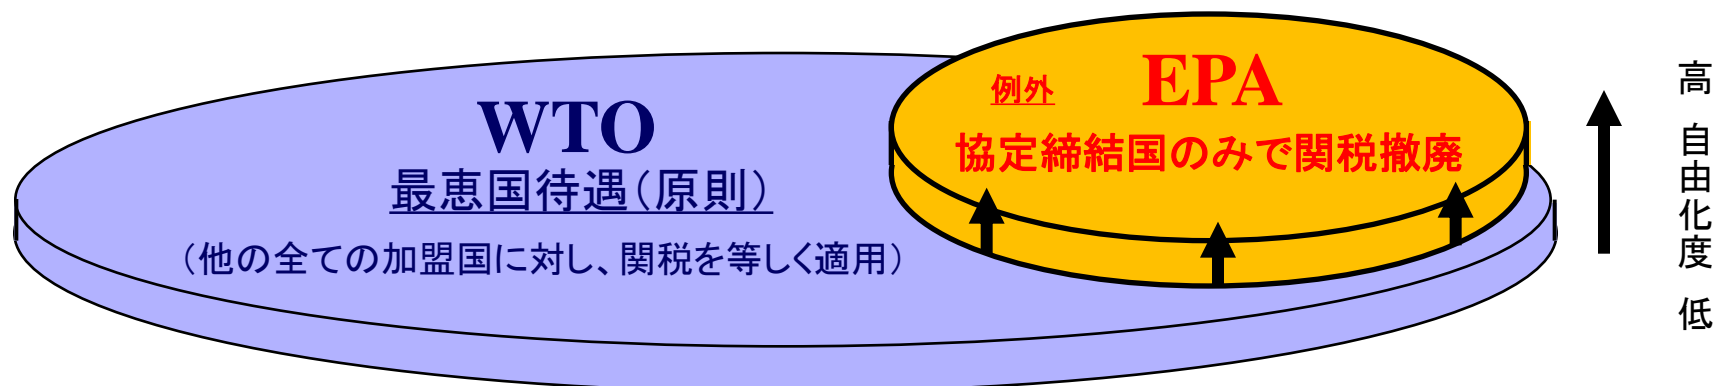 WTO
最恵国待遇(原則)
(他の全ての加盟国に対し、関税を等しく適用)
例外 EPA
協定締結国のみで関税撤廃
高 自由化度 低